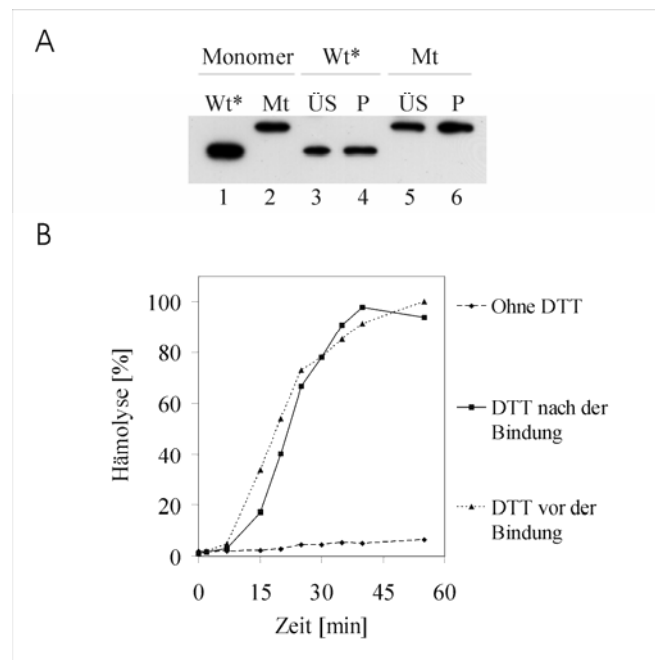 A
Monomer Wt* Mt
Wt* Mt ÜS P ÜS P
1 2 3 4 5 6
B
Hämolyse [%]
100
80
60
40
20
0
0 15 30 45 60
Zeit [min]
Ohne DTT
DTT nach der
Bindung
DTT vor der
Bindung